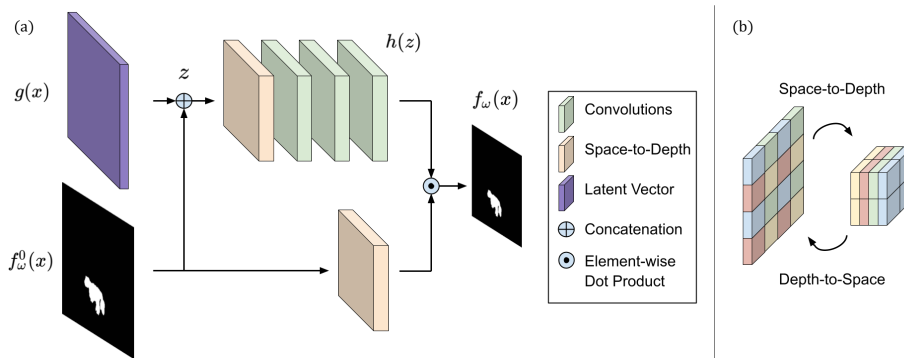 (a)
g(x)
z
h(z)
f_ω(x)
f_ω^0(x)
Convolutions
Space-to-Depth
Latent Vector
Concatenation
Element-wise
Dot Product
(b)
Space-to-Depth
Depth-to-Space